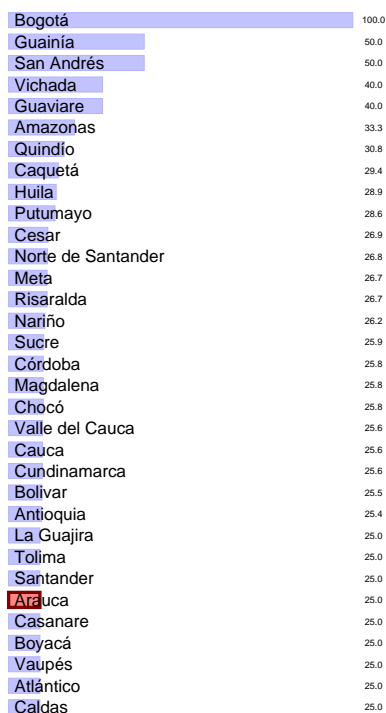 Bogotá 100.0
Guainía 50.0
San Andrés 50.0
Vichada 40.0
Guaviare 40.0
Amazonas 33.3
Quindío 30.8
Caquetá 29.4
Huila 28.9
Putumayo 28.6
Cesar 26.9
Norte de Santander 26.8
Meta 26.7
Risaralda 26.7
Nariño 26.2
Sucre 25.9
Córdoba 25.8
Magdalena 25.8
Chocó 25.8
Valle del Cauca 25.6
Cauca 25.6
Cundinamarca 25.6
Bolivar 25.5
Antioquia 25.4
La Guajira 25.0
Tolima 25.0
Santander 25.0
Arauca 25.0
Casanare 25.0
Boyacá 25.0
Vaupés 25.0
Atlántico 25.0
Caldas 25.0